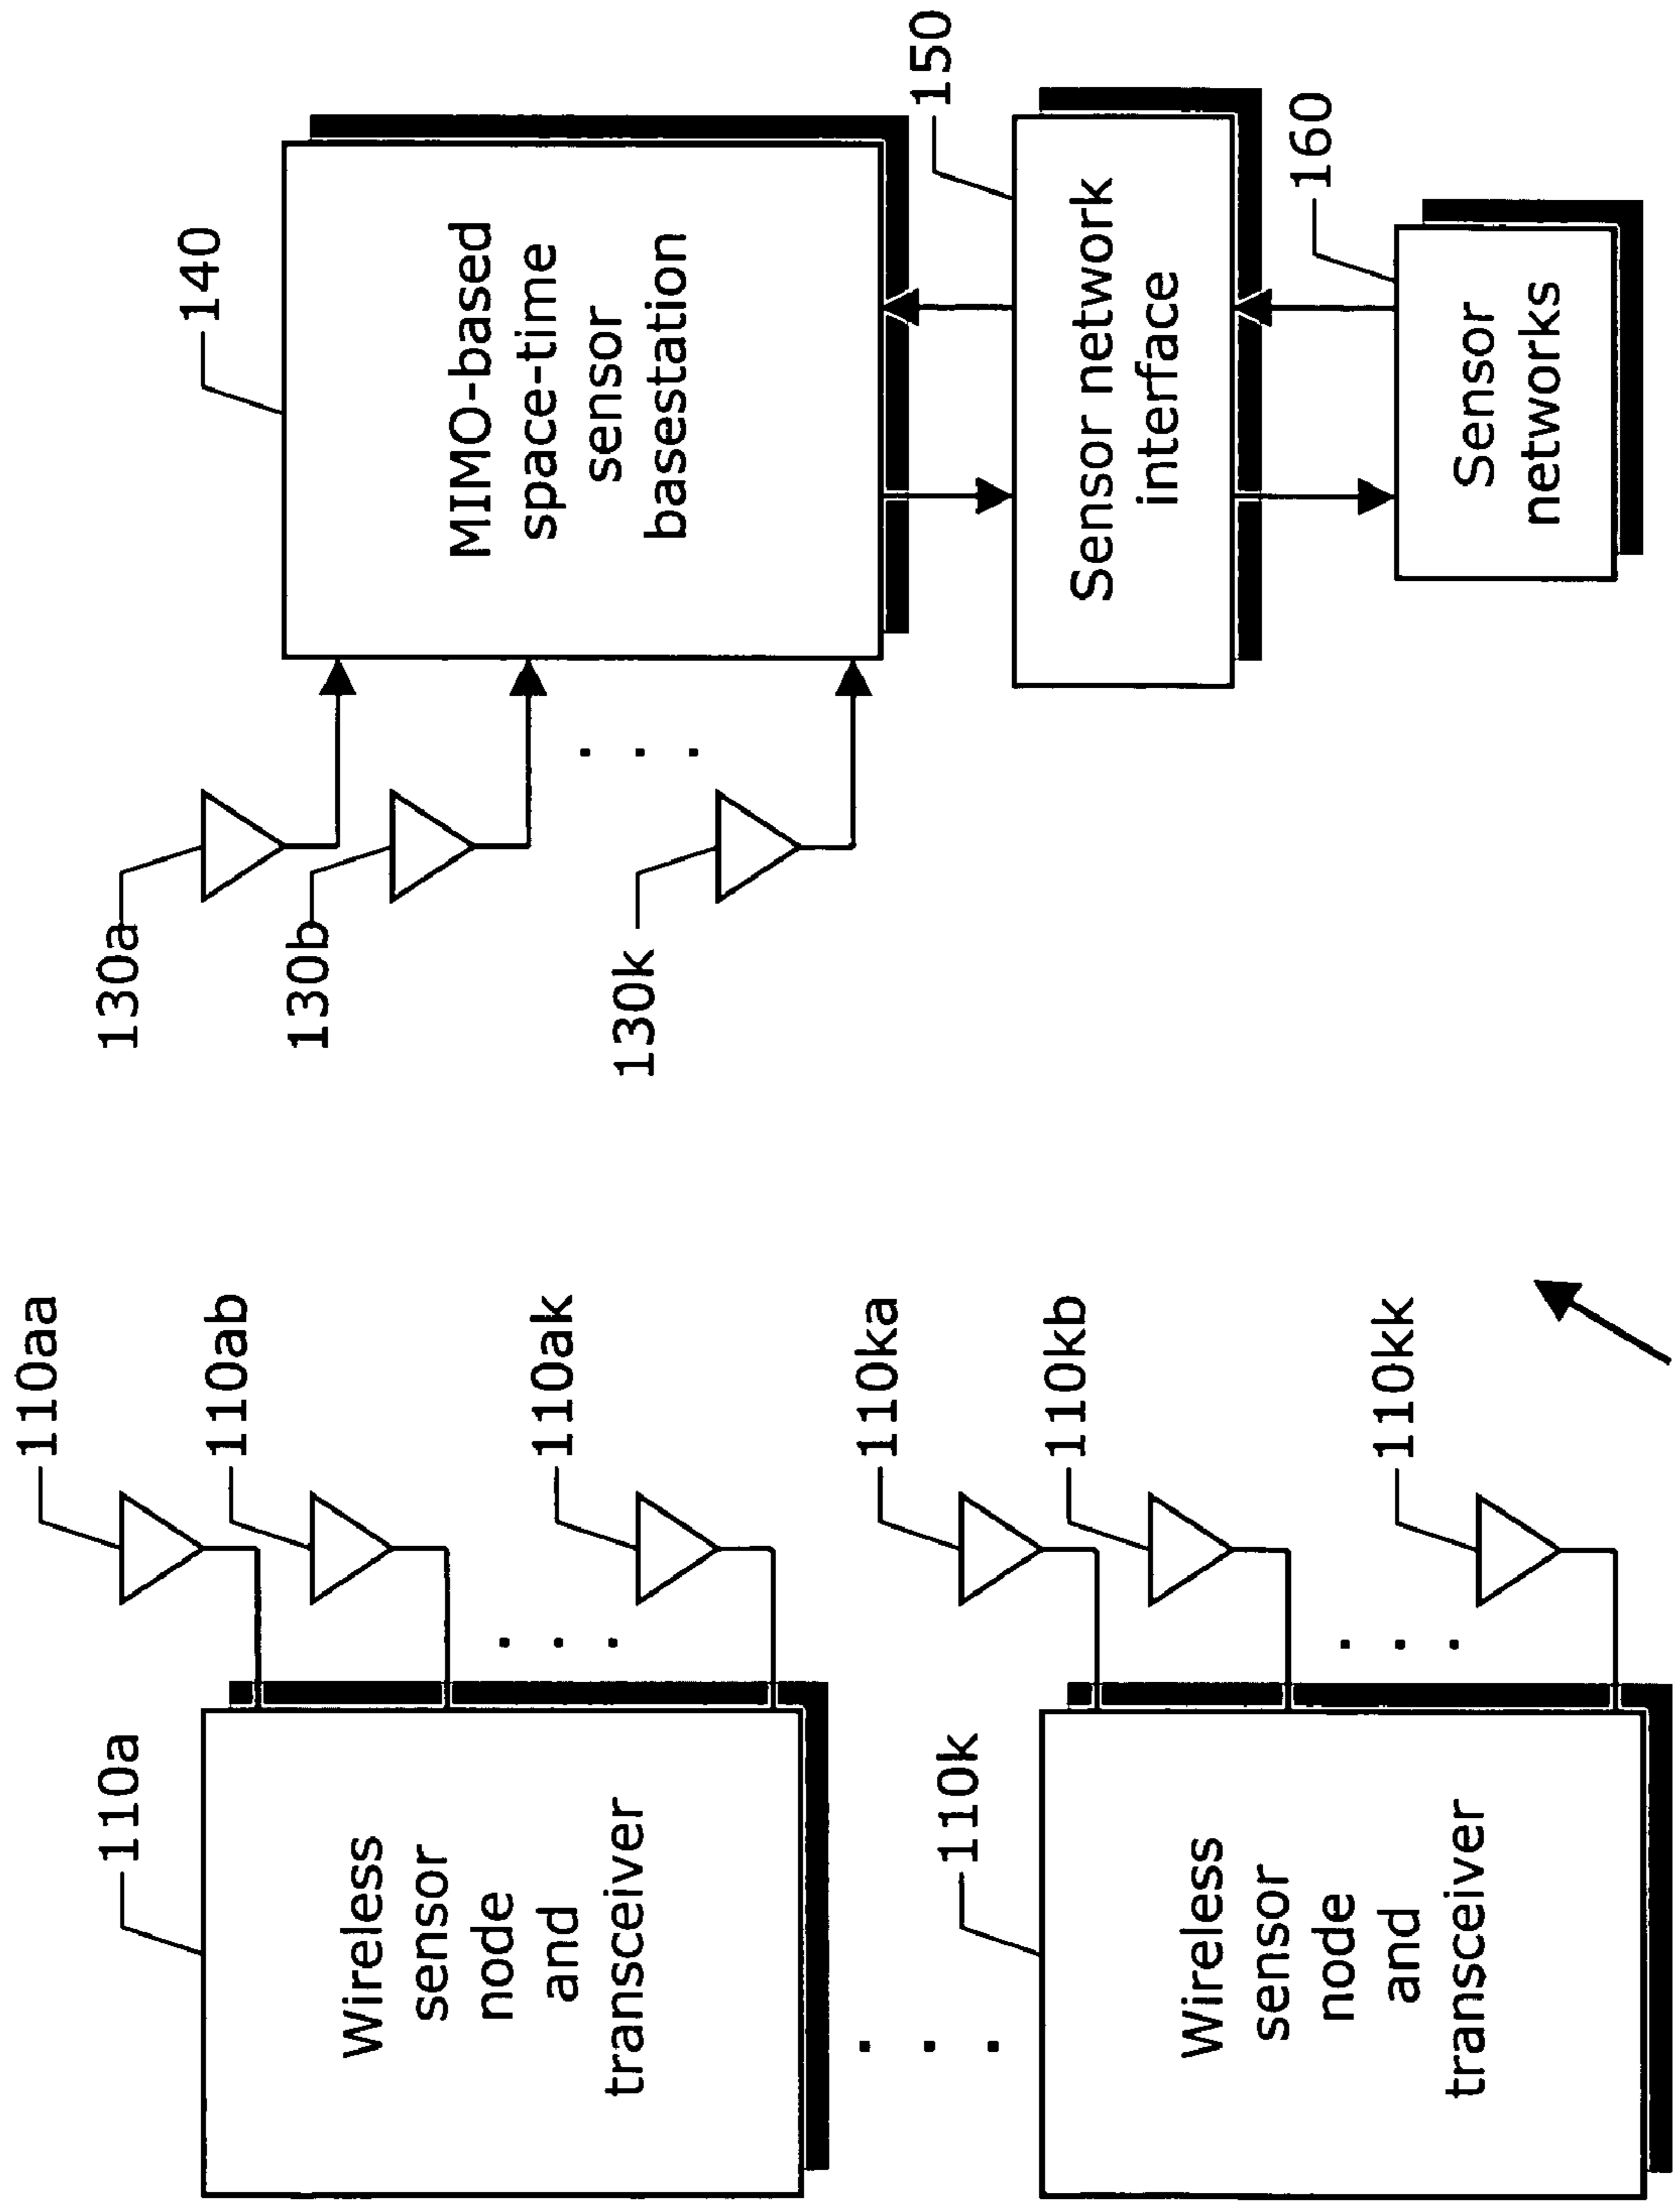 110a
Wireless
sensor
node
and
transceiver
110aa
110ab
110ak
110k
Wireless
sensor
node
and
transceiver
110ka
110kb
110kk
130a
130b
130k
140
MIMO-based
space-time
sensor
basestation
150
Sensor network
interface
160
Sensor
networks